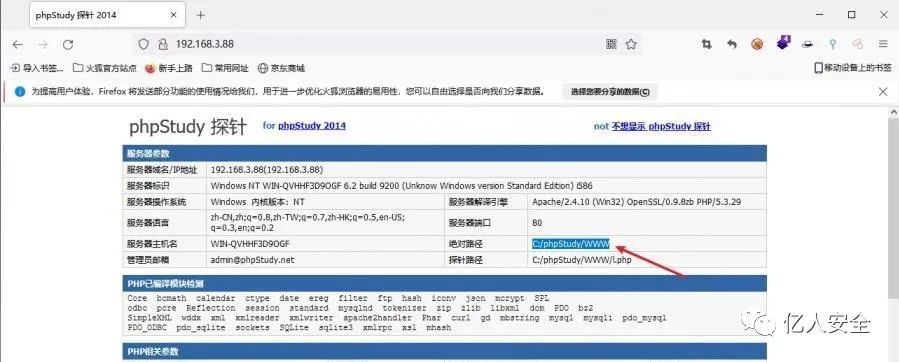 phpStudy 探针 2014
192.168.3.88
4
导入书签... 火狐官方站点 新手上路 常用网址 京东商城 移动设备上的书签
为提高用户体验，Firefox 将发送部分功能的使用情况给我们，用于进一步优化火狐浏览器的易用性，您可以自由选择是否向我们分享数据。 选择您要分享的数据(C)
phpStudy 探针 for phpStudy 2014 not 不想显示 phpStudy 探针
服务器参数
服务器域名/IP地址 192.168.3.88(192.168.3.88)
服务器标识 Windows NT WIN-QVHHF3D9OGF 6.2 build 9200 (Unknow Windows version Standard Edition) i586
服务器操作系统 Windows 内核版本：NT 服务器解译引擎 Apache/2.4.10 (Win32) OpenSSL/0.9.8zb PHP/5.3.29
服务器语言 zh-CN,zh;q=0.8,zh-TW;q=0.7,zh-HK;q=0.5,en-US;q=0.3,en;q=0.2 服务器端口 80
服务器主机名 WIN-QVHHF3D9OGF 绝对路径 C:/phpStudy/WWW
管理员邮箱 admin@phpStudy.net 探针路径 C:/phpStudy/WWW/l.php
PHP已编译模块检测
Core bcmath calendar ctype date ereg filter ftp hash iconv json mcrypt SPL
odbc pcre Reflection session standard mysqlnd tokenizer zip zlib libxml dom PDO bz2
SimpleXML wddx xml xmlreader xmlwriter apache2handler Phar curl gd mbstring mysql mysqli pdo_mysql
PDO_ODBC pdo_sqlite sockets SQLite sqlite3 xmlrpc xsl mhash
PHP相关参数
亿人安全